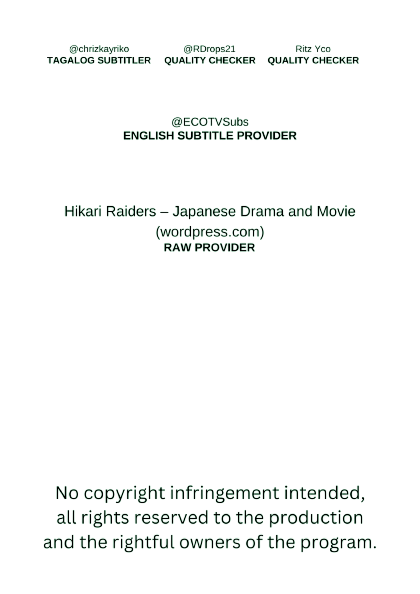 @chrizkayriko @RDrops21 Ritz Yco
TAGALOG SUBTITLER QUALITY CHECKER QUALITY CHECKER
@ECOTVSubs
ENGLISH SUBTITLE PROVIDER
Hikari Raiders – Japanese Drama and Movie
(wordpress.com)
RAW PROVIDER
No copyright infringement intended,
all rights reserved to the production
and the rightful owners of the program.